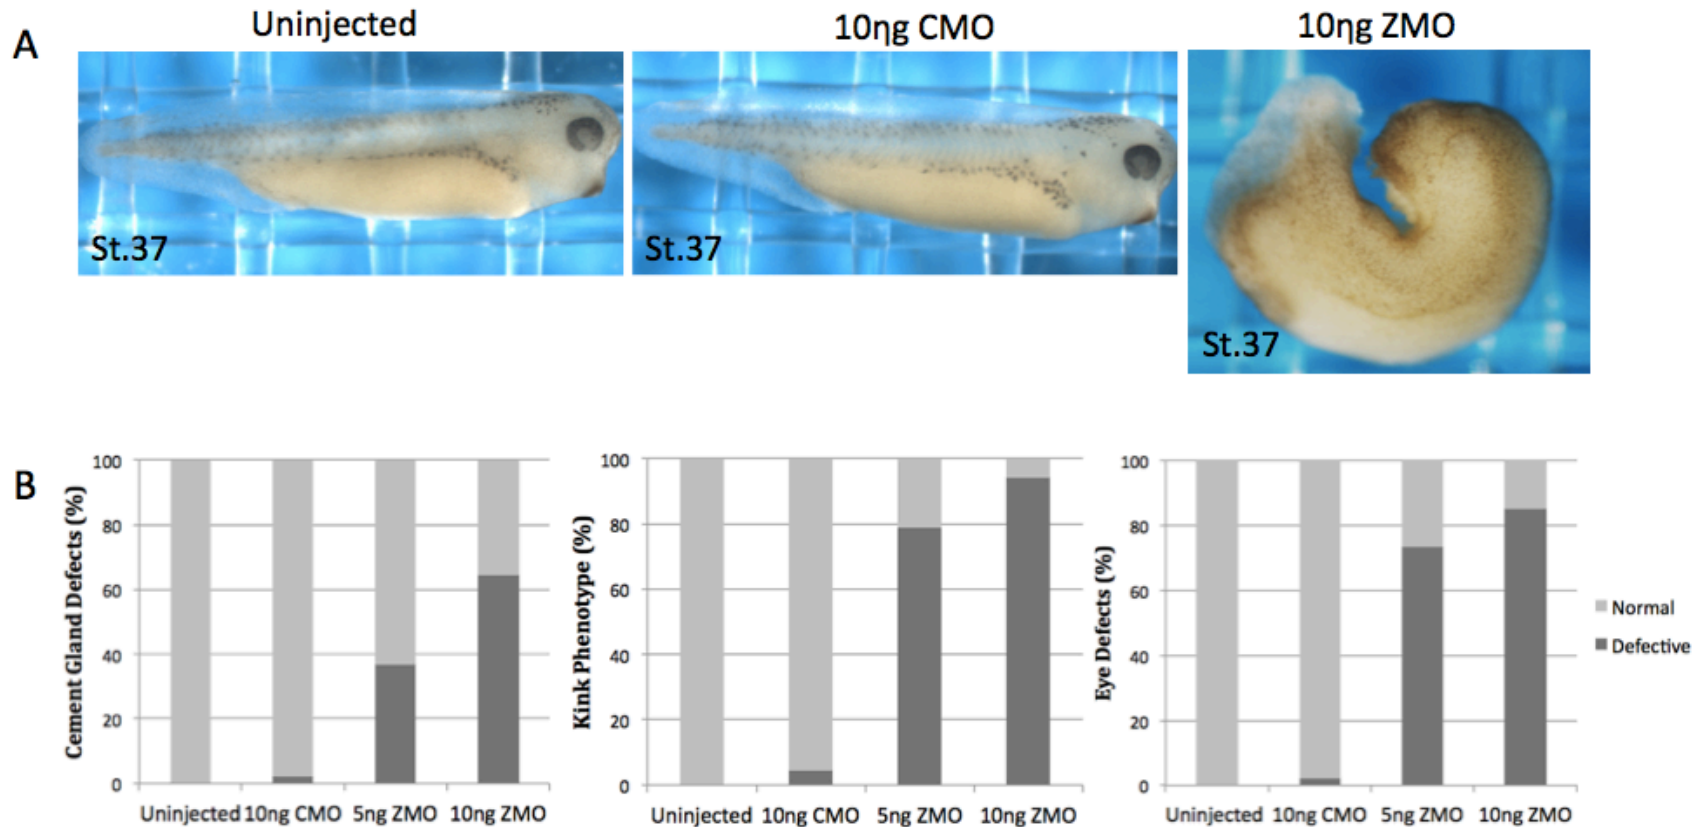 A
Uninjected
10ηg CMO
10ηg ZMO
St.37
St.37
St.37
B
Cement Gland Defects (%)
100
80
60
40
20
0
Uninjected 10ng CMO 5ng ZMO 10ng ZMO
Kink Phenotype (%)
100
80
60
40
20
0
Uninjected 10ng CMO 5ng ZMO 10ng ZMO
Eye Defects (%)
100
80
60
40
20
0
Uninjected 10ng CMO 5ng ZMO 10ng ZMO
Normal
Defective